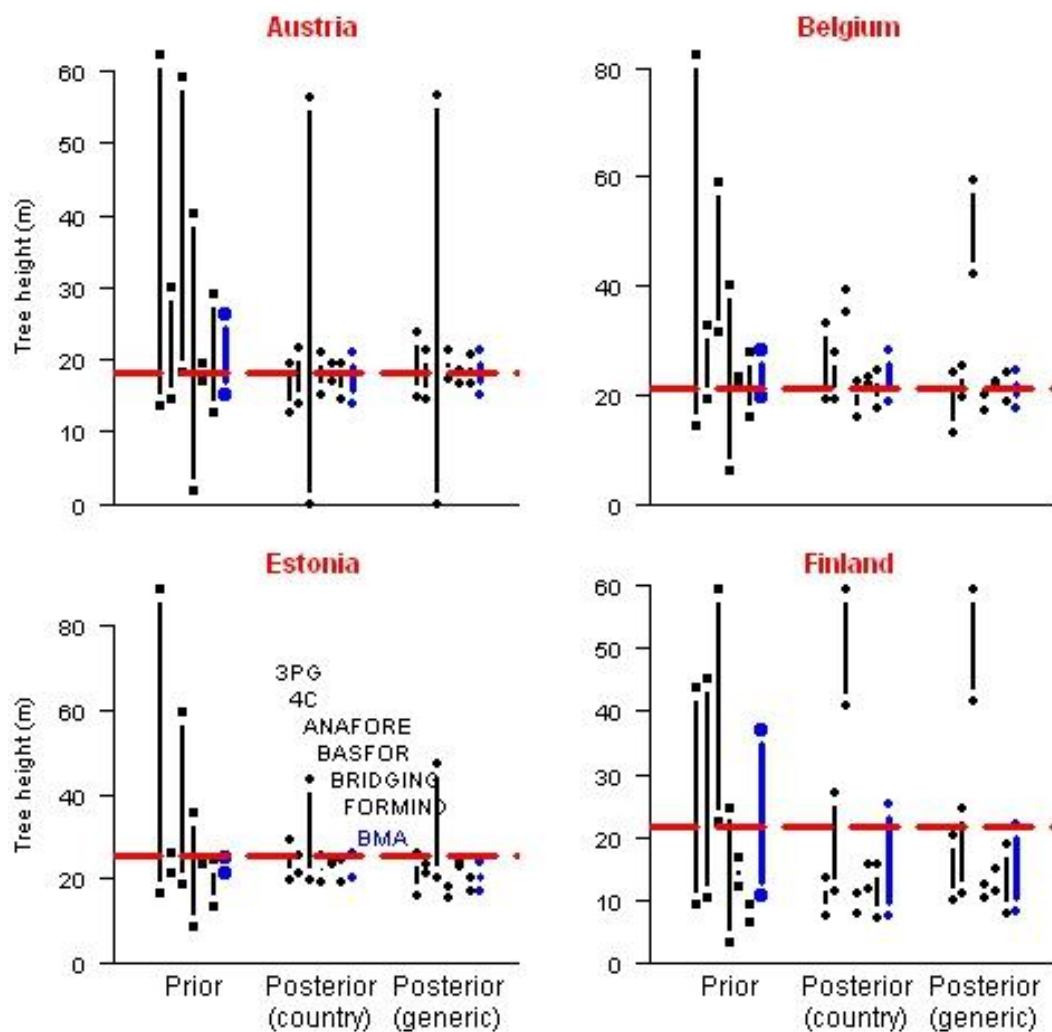 Austria
Belgium
Tree height (m)
60
50
40
30
20
10
0
80
60
40
20
0
Estonia
Finland
Tree height (m)
80
60
40
20
0
3PG
4C
ANAFORE
BASFOR
BRIDGING
FORMIND
BMA
60
50
40
30
20
10
0
Prior
Posterior
(country)
Posterior
(generic)
Prior
Posterior
(country)
Posterior
(generic)